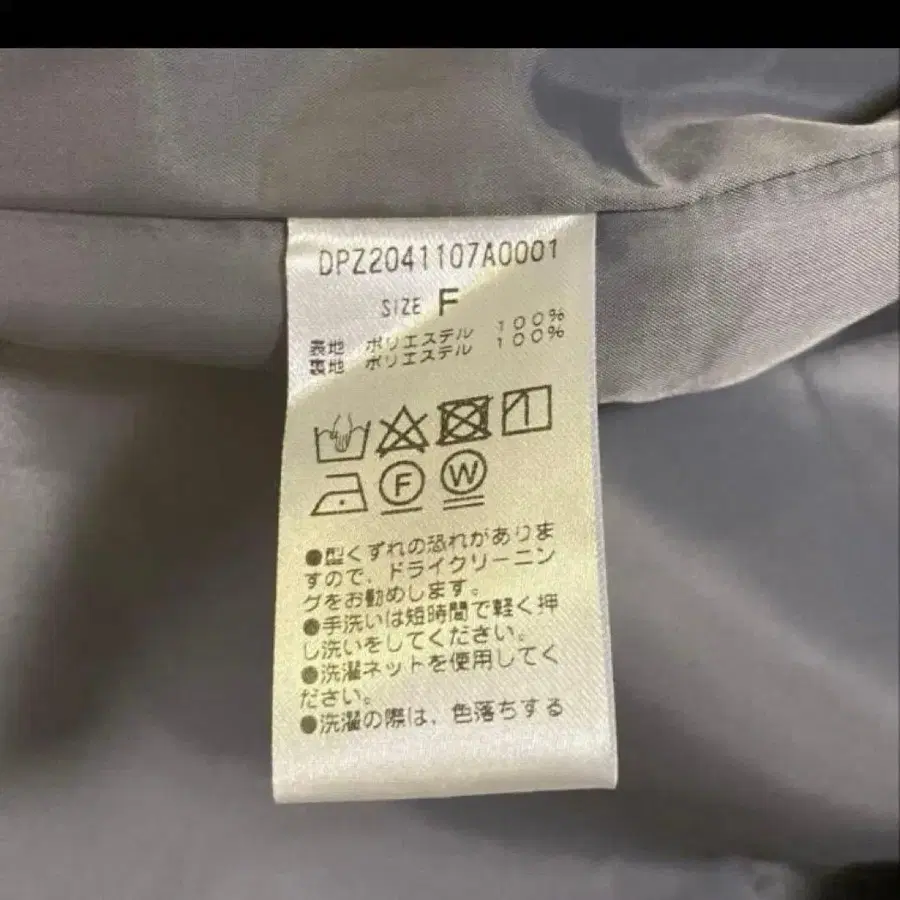 DPZ2041107A0001
SIZE F
表地 ポリエステル 100%
裏地 ポリエステル 100%
F W
●型くずれの恐れがありま
すので、ドライクリーニン
グをお勧めします。
●手洗いは短時間で軽く押
し洗いをしてください。
●洗濯ネットを使用してく
ださい。
●洗濯の際は、色落ちする